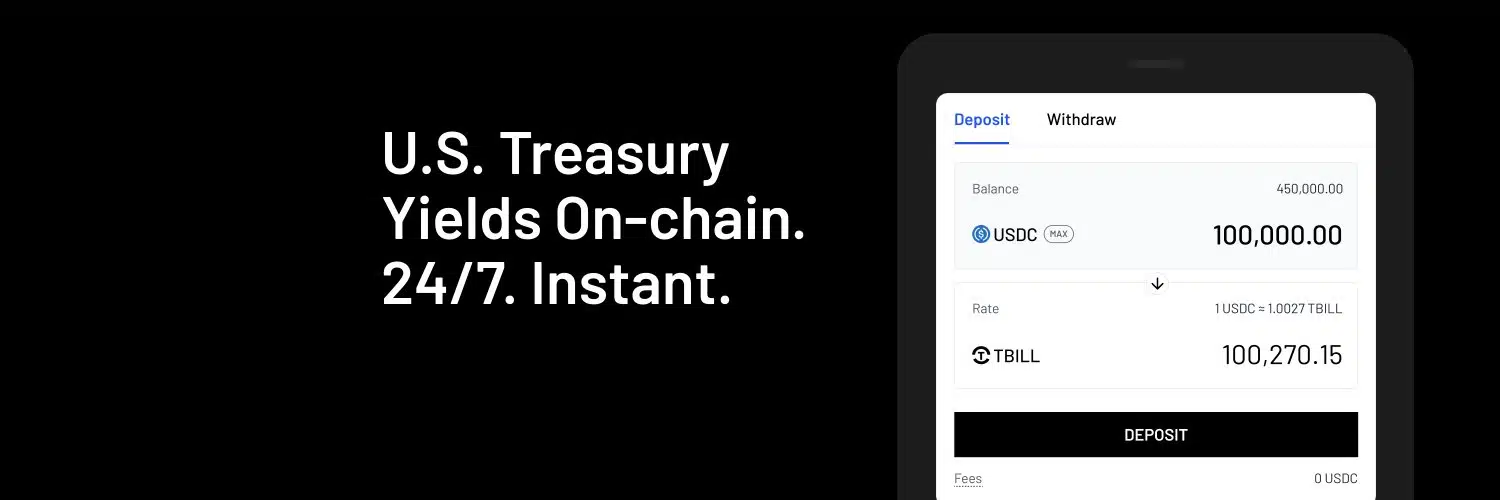 U.S. Treasury
Yields On-chain.
24/7. Instant.
Deposit Withdraw
Balance 450,000.00
USDC MAX 100,000.00
Rate 1 USDC ≈ 1.0027 TBILL
TBILL 100,270.15
DEPOSIT
Fees 0 USDC